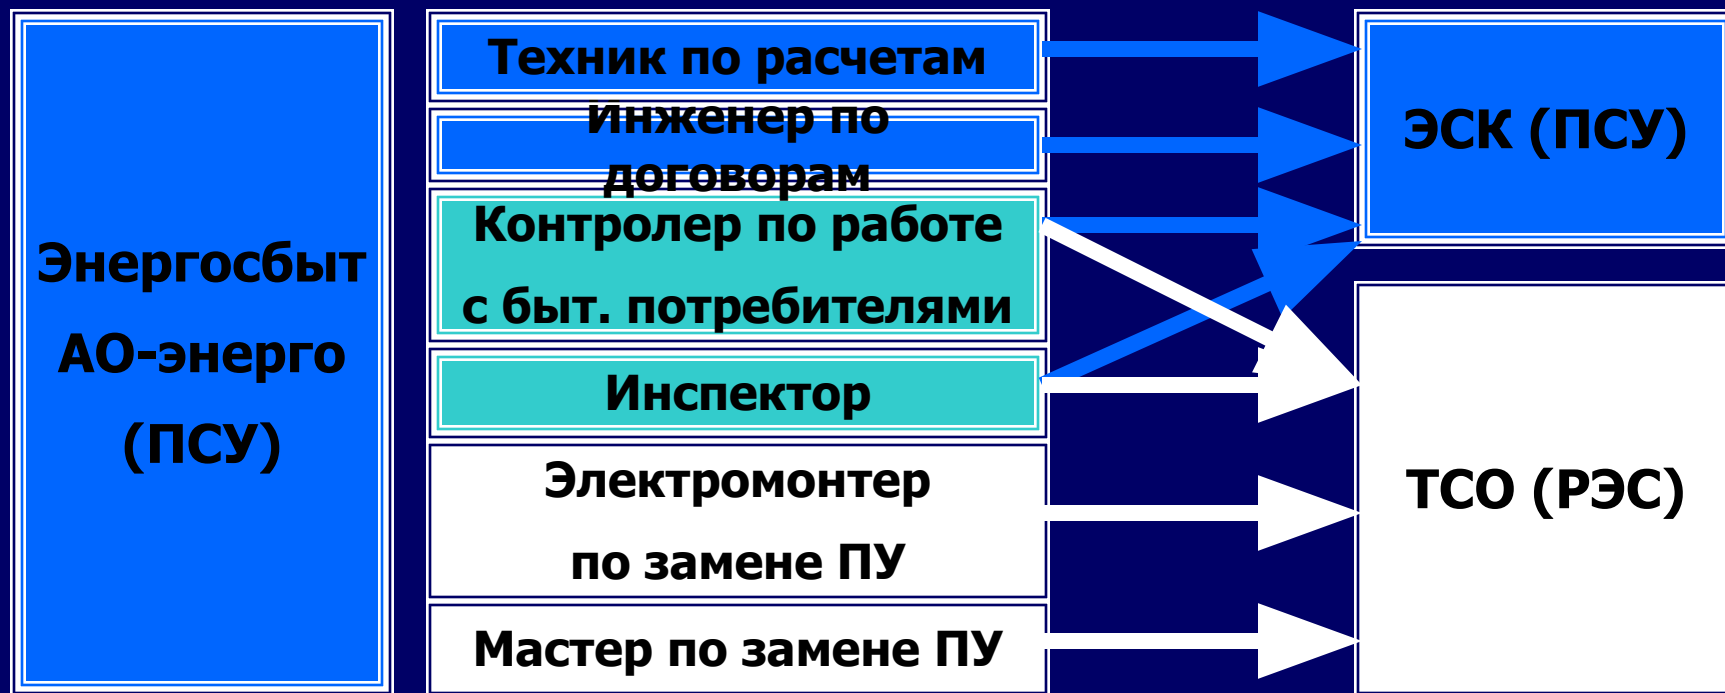 Энергосбыт
АО-энерго
(ПСУ)
Техник по расчетам
Инженер по
договорам
Контролер по работе
с быт. потребителями
Инспектор
Электромонтер
по замене ПУ
Мастер по замене ПУ
ЭСК (ПСУ)
ТСО (РЭС)